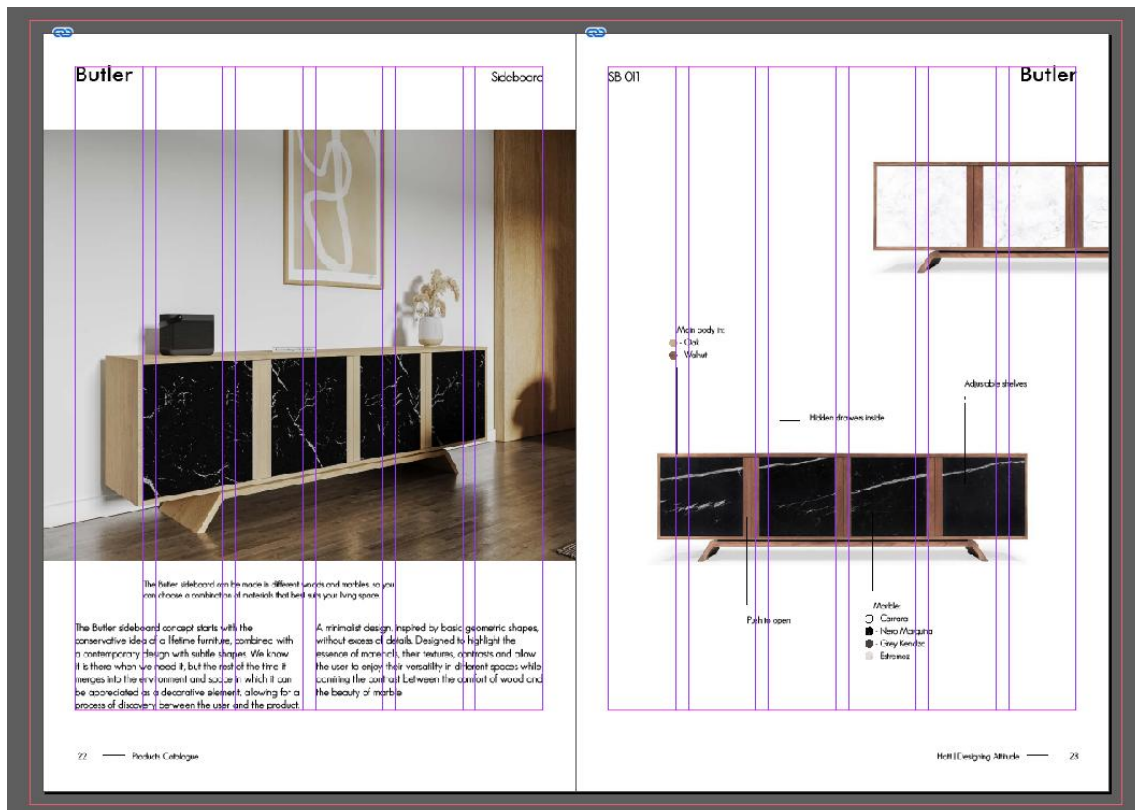 Butler
Sideboard
The Butler sideboard can be made in different woods and marbles, so you
can choose a combination of materials that best suits your living space.
The Butler sideboard concept starts with the
conservative idea of a lifetime furniture, combined with
a contemporary design with subtle shapes. We know
it is there when we need it, but the rest of the time it
merges into the environment and space in which it can
be appreciated as a decorative element, allowing for a
process of discovery between the user and the product.
A minimalist design, inspired by basic geometric shapes,
without excess of details. Designed to highlight the
essence of materials, their textures, contrasts and allow
the user to enjoy their versatility in different spaces while
admiring the contrast between the comfort of wood and
the beauty of marble
22 Products Catalogue
SB 011
Butler
Main body in:
- Oak
- Walnut
Adjustable shelves
Hidden drawers inside
Push to open
Marble:
- Carrara
- Nero Marquina
- Grey Kendzo
- Estremoz
| Designing Attitude 23